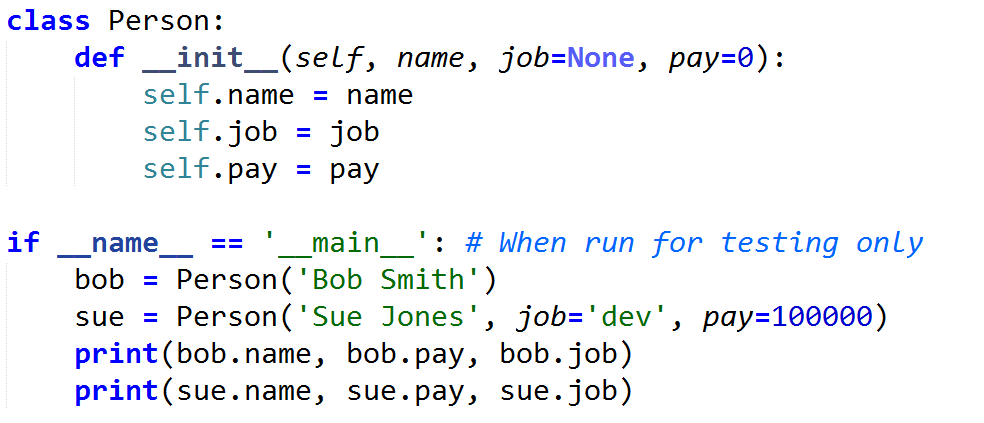 class Person:
    def __init__(self, name, job=None, pay=0):
        self.name = name
        self.job = job
        self.pay = pay

if __name__ == '__main__': # When run for testing only
    bob = Person('Bob Smith')
    sue = Person('Sue Jones', job='dev', pay=100000)
    print(bob.name, bob.pay, bob.job)
    print(sue.name, sue.pay, sue.job)